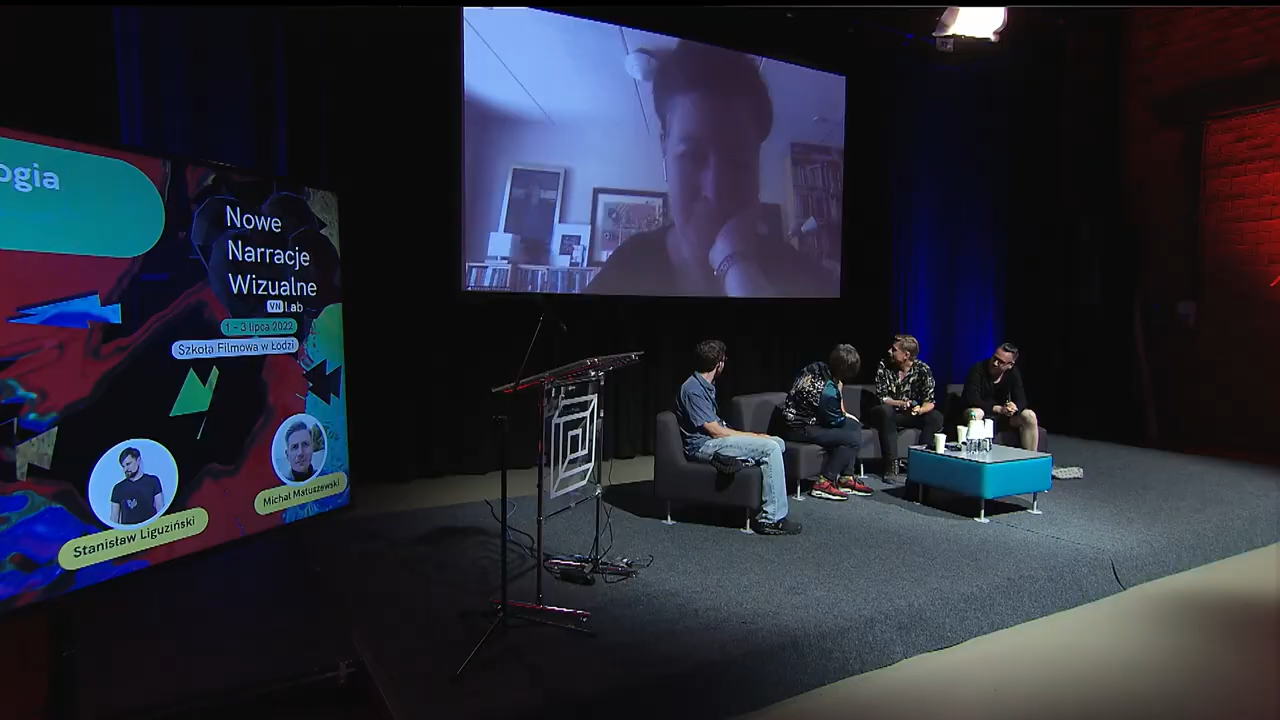 ogia
Nowe
Narracje
Wizualne
VN Lab
1 - 3 lipca 2022
Szkoła Filmowa w Łodzi
Michał Matuszewski
Stanisław Liguziński